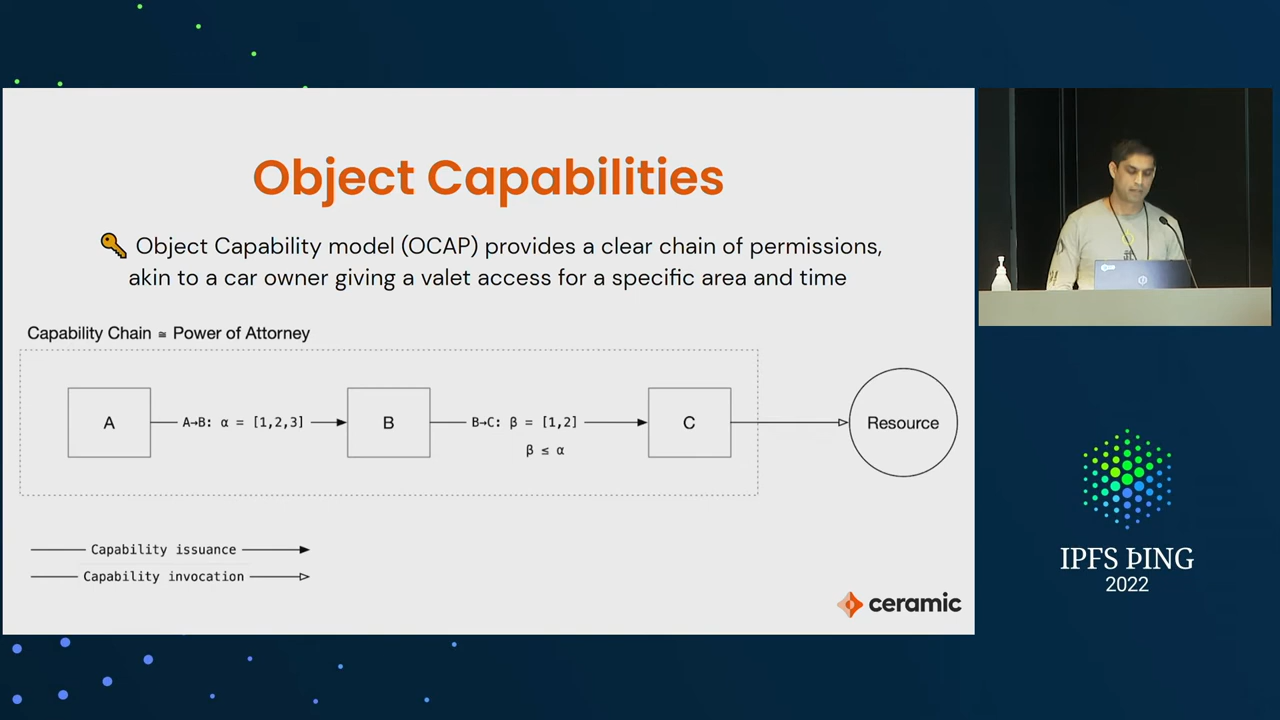 Object Capabilities
🔑 Object Capability model (OCAP) provides a clear chain of permissions,
akin to a car owner giving a valet access for a specific area and time
Capability Chain ≅ Power of Attorney
A
A→B: α = [1,2,3]
B
B→C: β = [1,2]
β ≤ α
C
Resource
Capability issuance
Capability invocation
ceramic
IPFS ÞING
2022